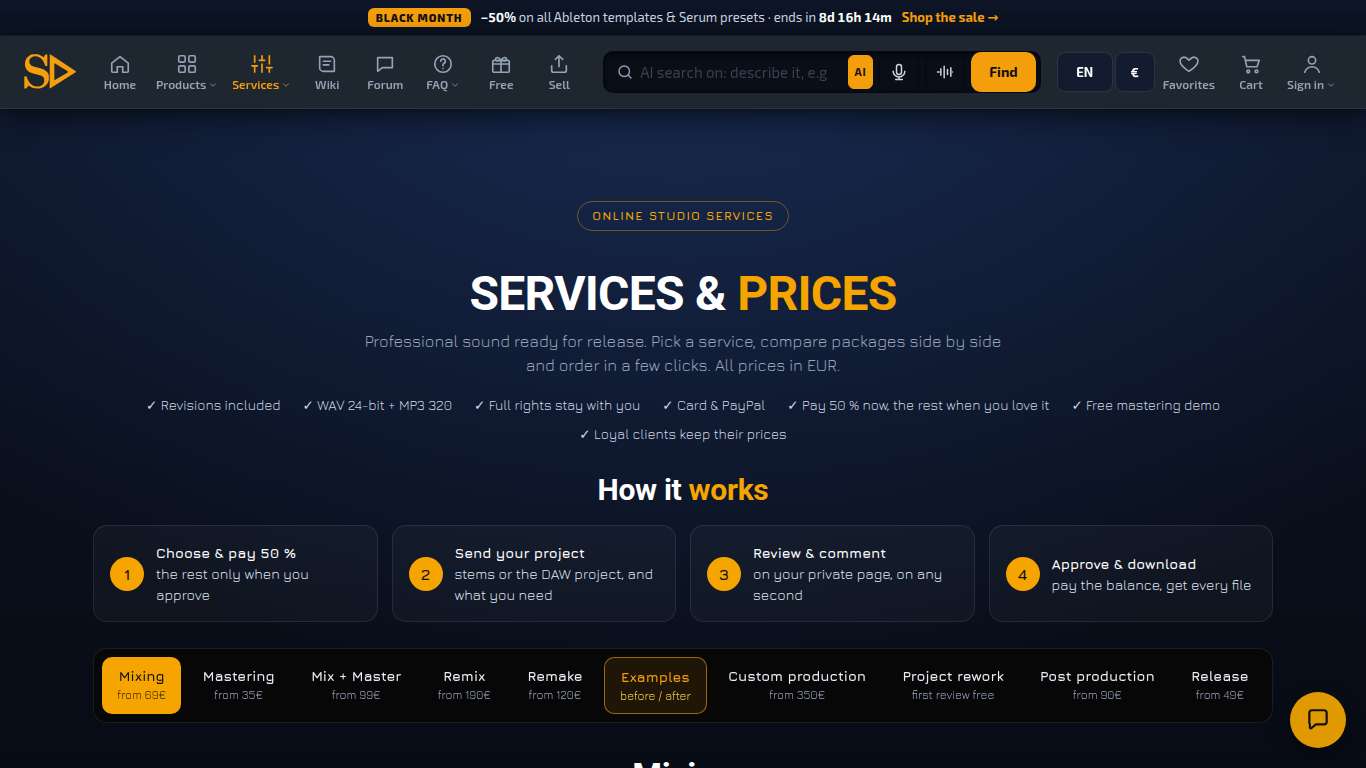 BLACK MONTH −50% on all Ableton templates & Serum presets · ends in 8d 16h 14m Shop the sale →
SD
Home Products Services Wiki Forum FAQ Free Sell AI search on: describe it, e.g AI Find EN € Favorites Cart Sign in
ONLINE STUDIO SERVICES
SERVICES & PRICES
Professional sound ready for release. Pick a service, compare packages side by side
and order in a few clicks. All prices in EUR.
✓ Revisions included ✓ WAV 24-bit + MP3 320 ✓ Full rights stay with you ✓ Card & PayPal ✓ Pay 50 % now, the rest when you love it ✓ Free mastering demo
✓ Loyal clients keep their prices
How it works
1
Choose & pay 50 %
the rest only when you
approve
2
Send your project
stems or the DAW project, and
what you need
3
Review & comment
on your private page, on any
second
4
Approve & download
pay the balance, get every file
Mixing Mastering Mix + Master Remix Remake Examples Custom production Project rework Post production Release
from 69€ from 35€ from 99€ from 190€ from 120€ before / after from 350€ first review free from 90€ from 49€